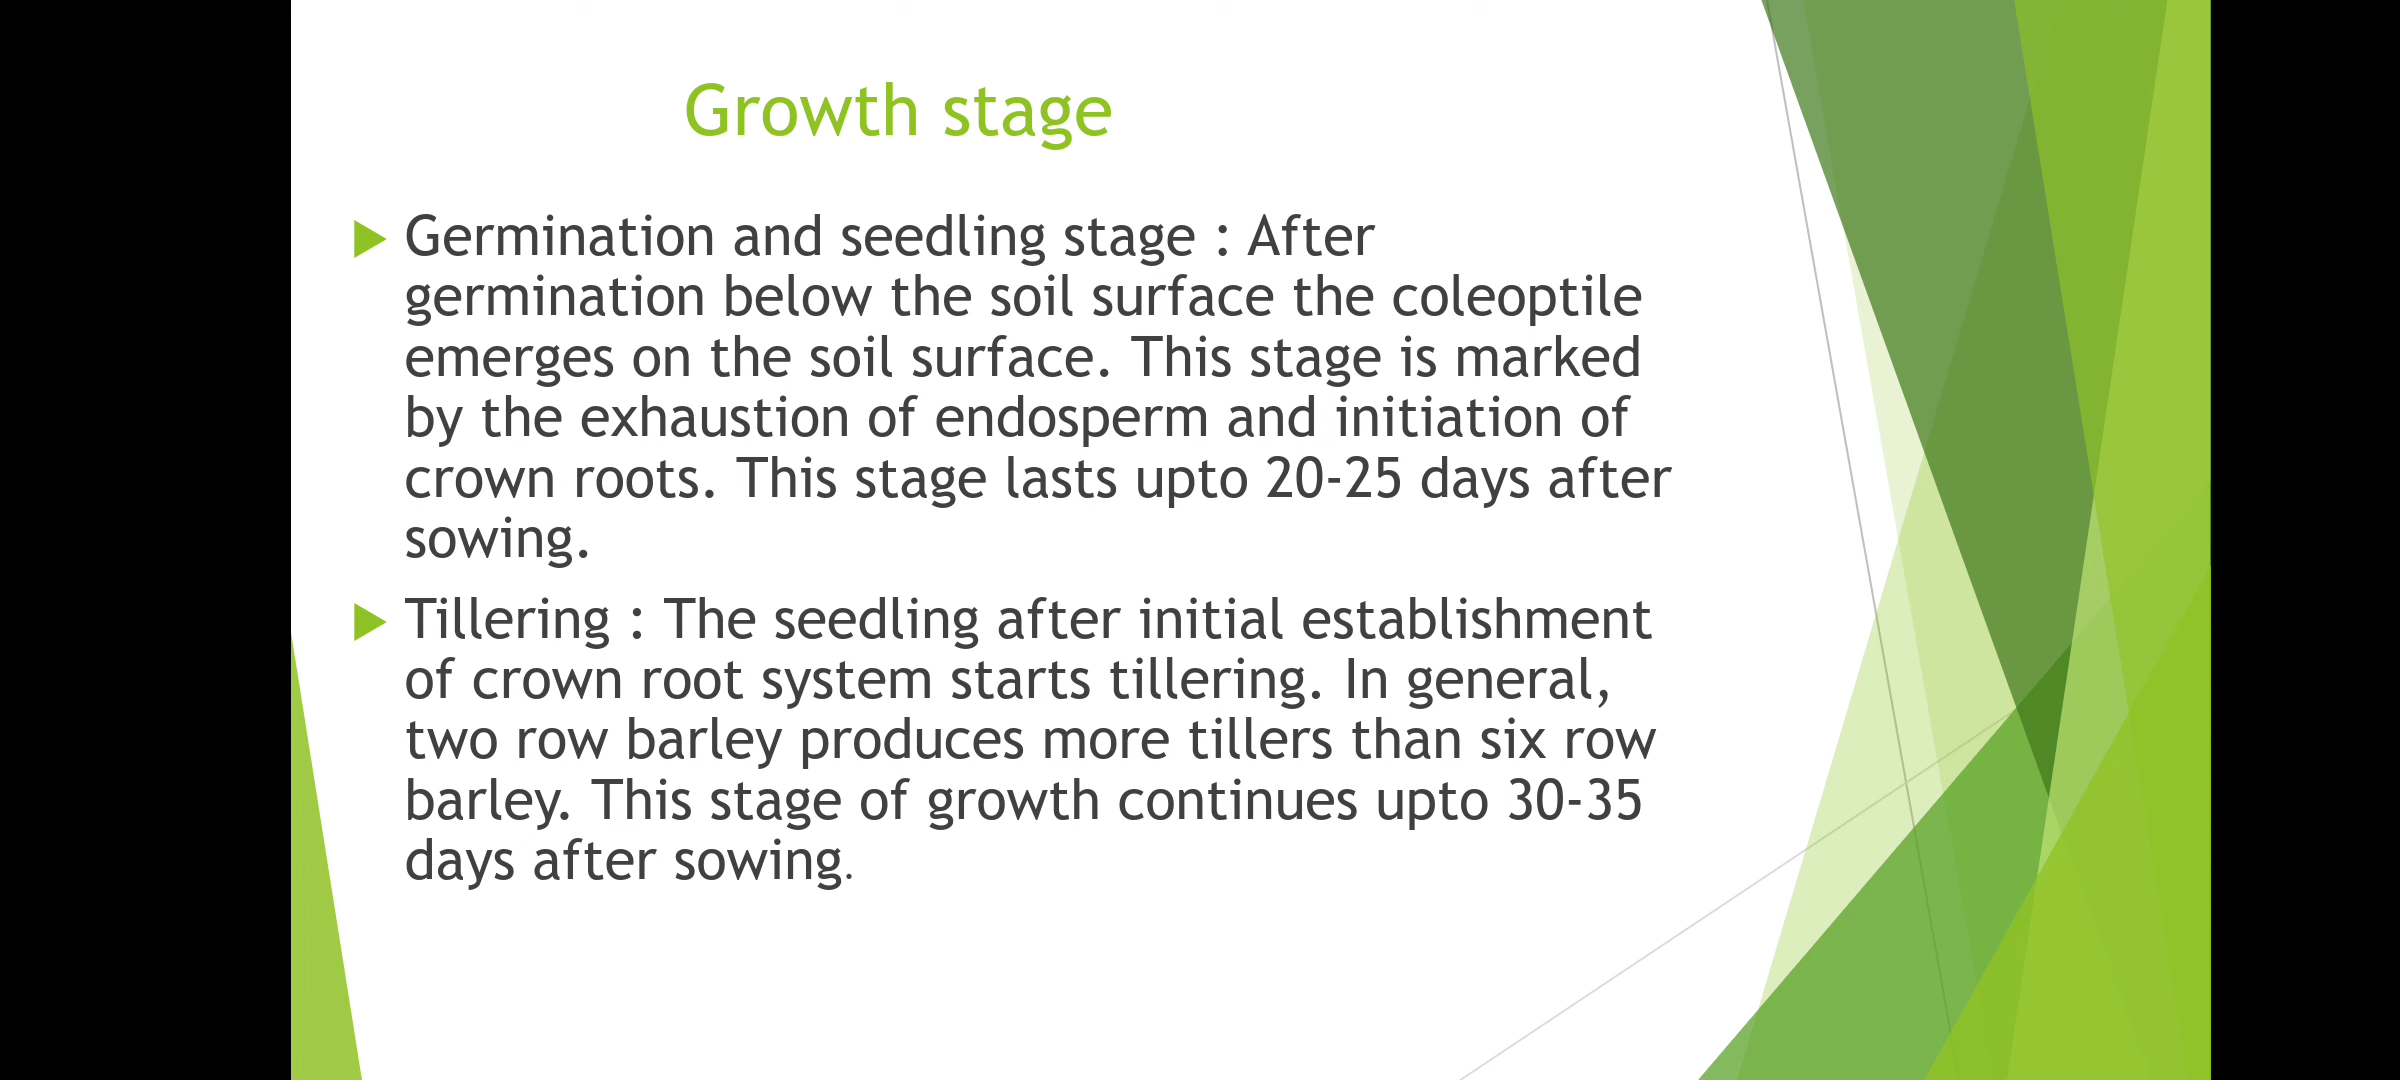 Growth stage
Germination and seedling stage : After
germination below the soil surface the coleoptile
emerges on the soil surface. This stage is marked
by the exhaustion of endosperm and initiation of
crown roots. This stage lasts upto 20-25 days after
sowing.
Tillering : The seedling after initial establishment
of crown root system starts tillering. In general,
two row barley produces more tillers than six row
barley. This stage of growth continues upto 30-35
days after sowing.